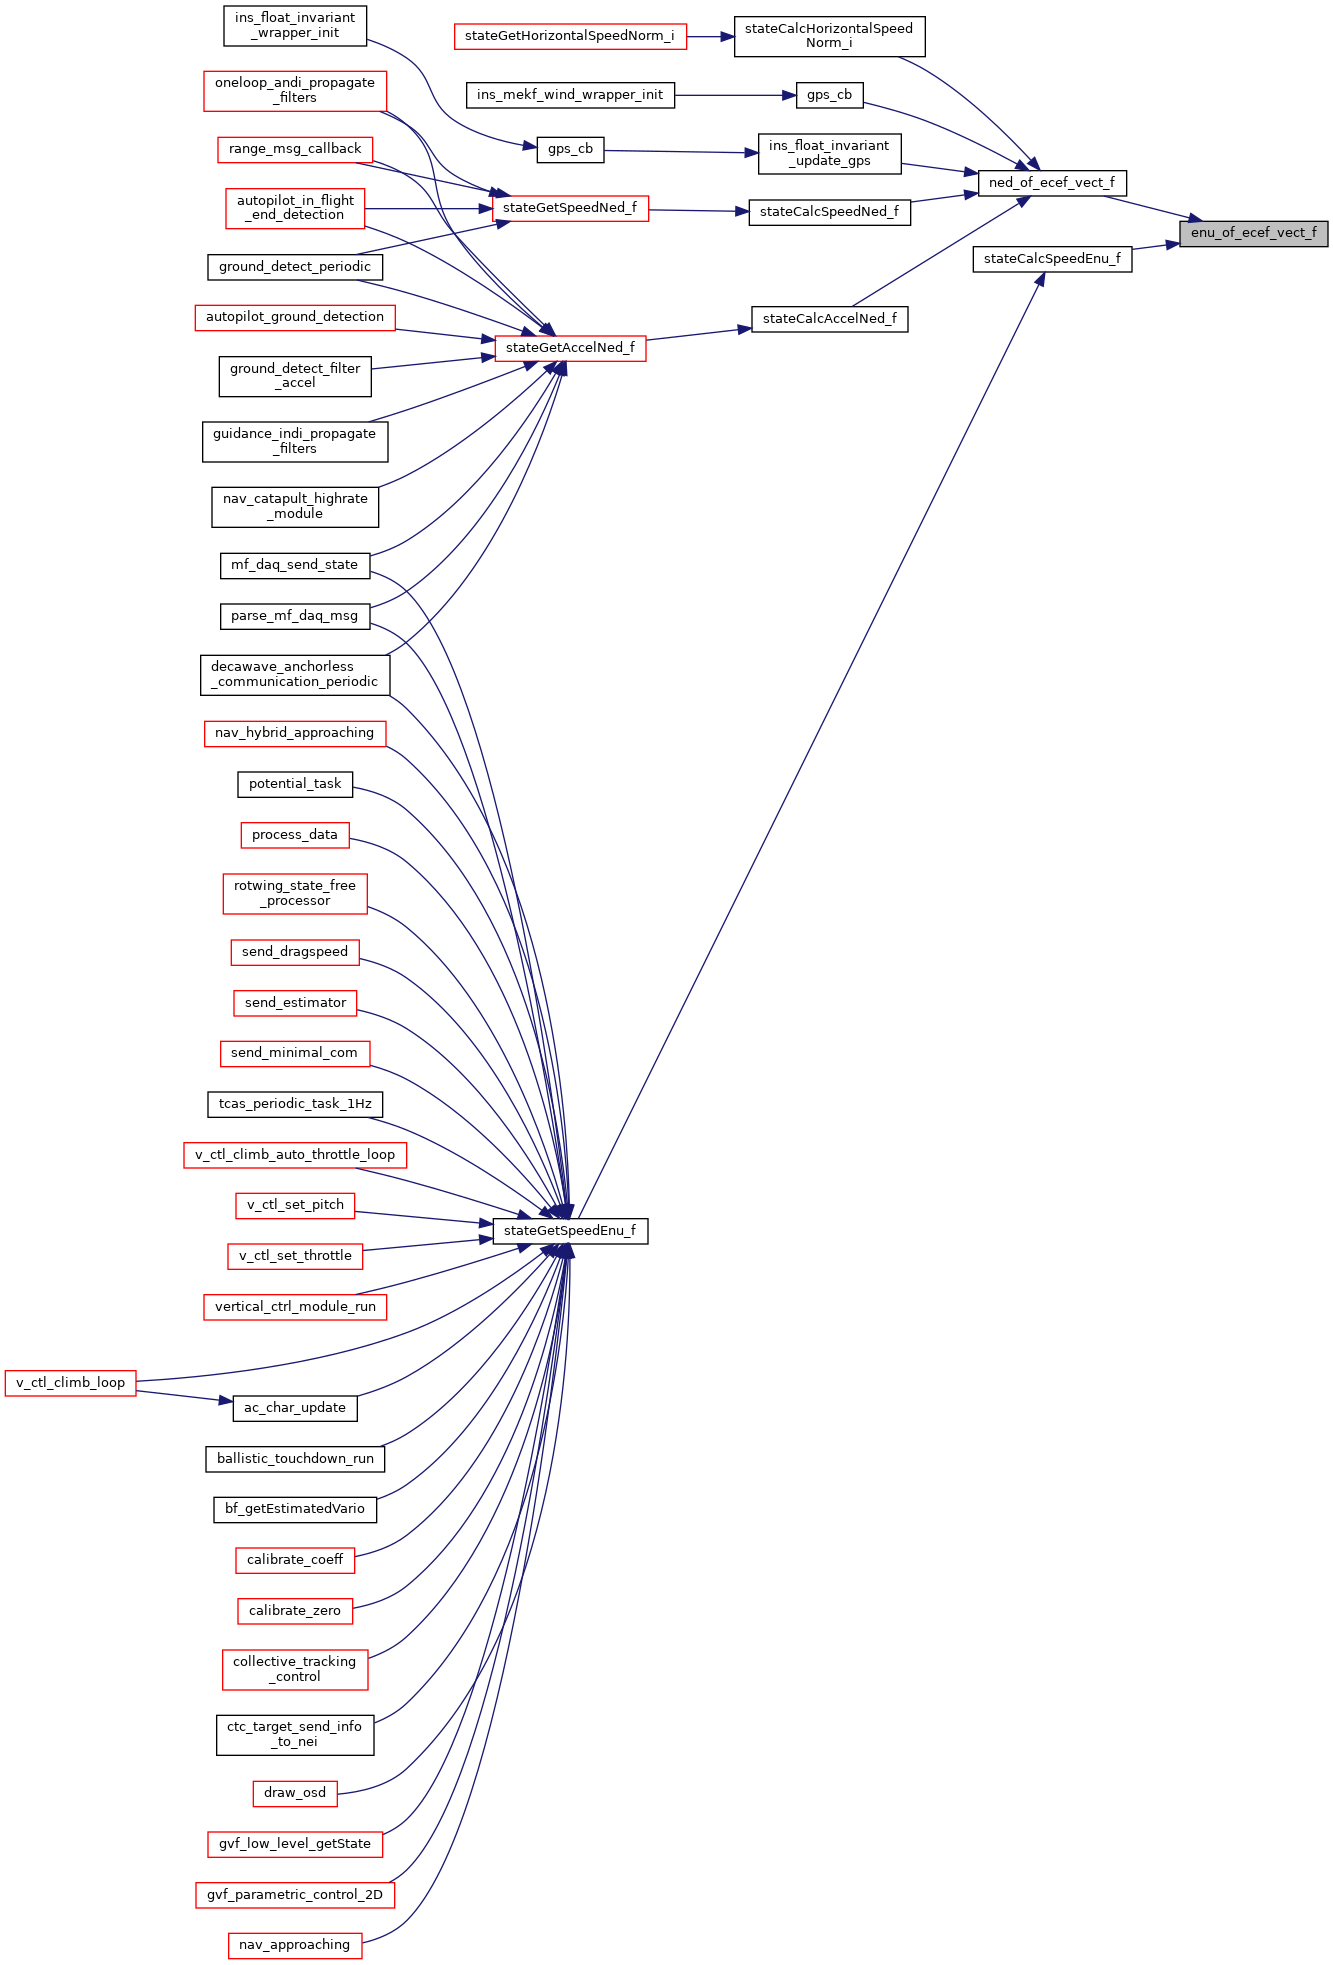 ins_float_invariant
_wrapper_init
stateGetHorizontalSpeedNorm_i
stateCalcHorizontalSpeed
Norm_i
oneloop_andi_propagate
_filters
ins_mekf_wind_wrapper_init
gps_cb
range_msg_callback
gps_cb
ins_float_invariant
_update_gps
ned_of_ecef_vect_f
autopilot_in_flight
_end_detection
stateGetSpeedNed_f
stateCalcSpeedNed_f
enu_of_ecef_vect_f
ground_detect_periodic
stateCalcSpeedEnu_f
autopilot_ground_detection
stateCalcAccelNed_f
stateGetAccelNed_f
ground_detect_filter
_accel
guidance_indi_propagate
_filters
nav_catapult_highrate
_module
mf_daq_send_state
parse_mf_daq_msg
decawave_anchorless
_communication_periodic
nav_hybrid_approaching
potential_task
process_data
rotwing_state_free
_processor
send_dragspeed
send_estimator
send_minimal_com
tcas_periodic_task_1Hz
v_ctl_climb_auto_throttle_loop
v_ctl_set_pitch
stateGetSpeedEnu_f
v_ctl_set_throttle
vertical_ctrl_module_run
v_ctl_climb_loop
ac_char_update
ballistic_touchdown_run
bf_getEstimatedVario
calibrate_coeff
calibrate_zero
collective_tracking
_control
ctc_target_send_info
_to_nei
draw_osd
gvf_low_level_getState
gvf_parametric_control_2D
nav_approaching